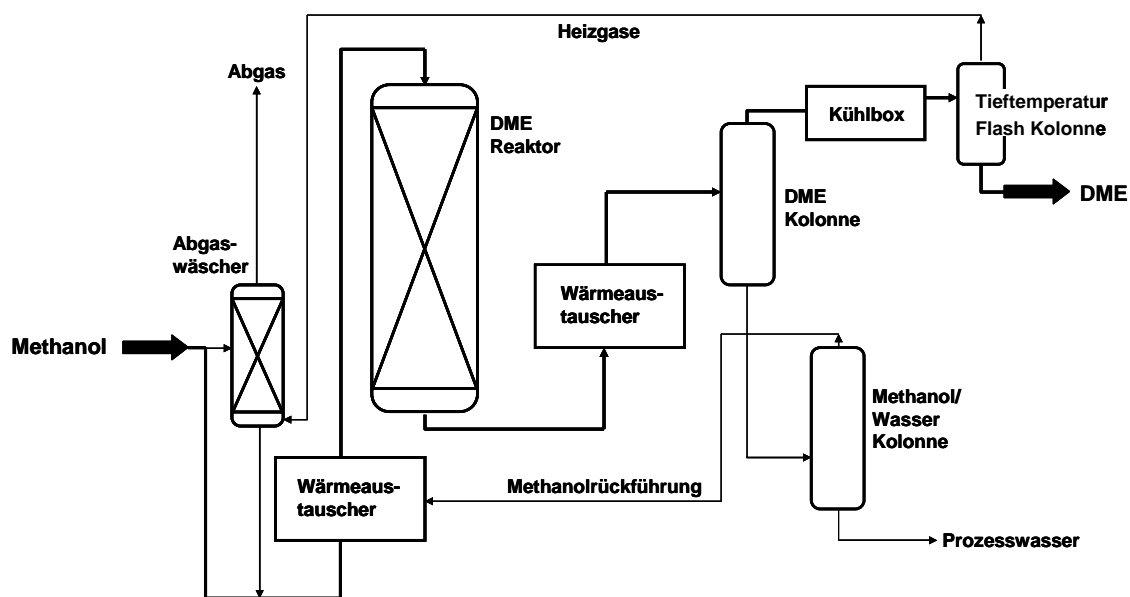 Heizgase
Abgas
DME
Reaktor
Kühlbox
Tieftemperatur
Flash Kolonne
DME
DME
Kolonne
Abgas-
wäscher
Wärmeaus-
tauscher
Methanol
Methanol/
Wasser
Kolonne
Wärmeaus-
tauscher
Methanolrückführung
Prozesswasser